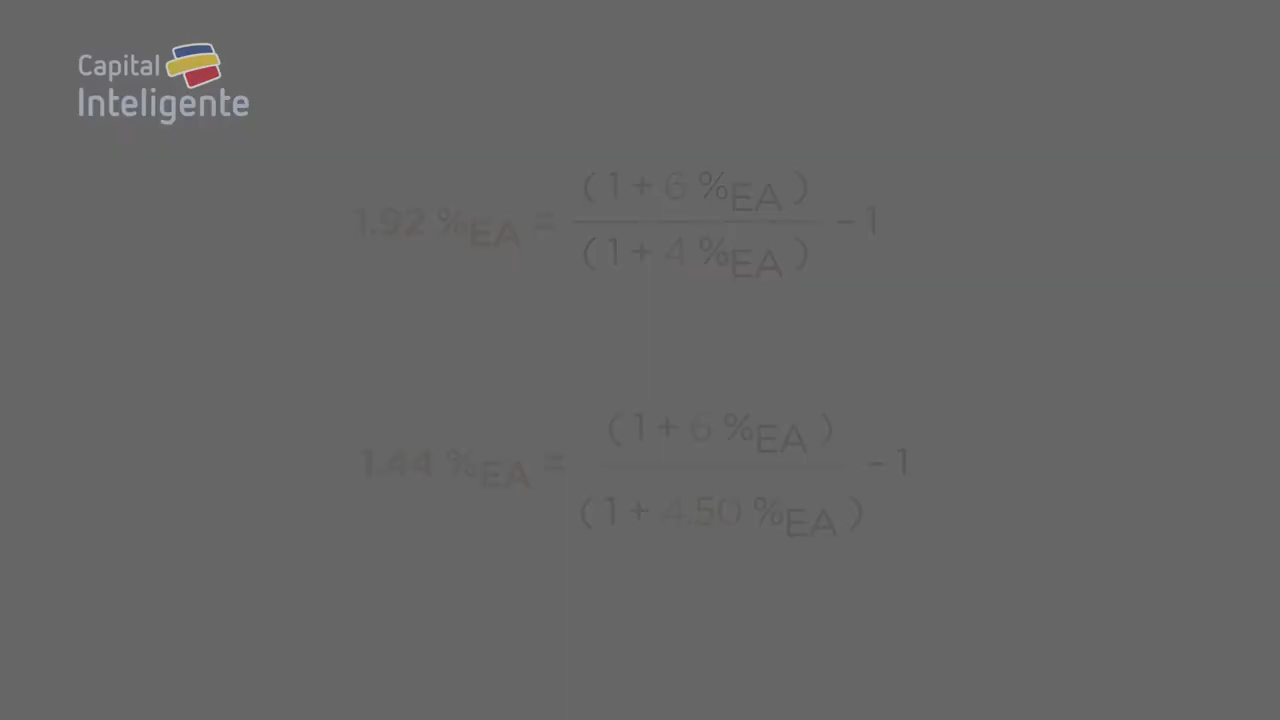 Capital
Inteligente
1.92 %EA = (1 + 6 %EA) / (1 + 4 %EA) - 1
1.44 %EA = (1 + 6 %EA) / (1 + 4.50 %EA) - 1